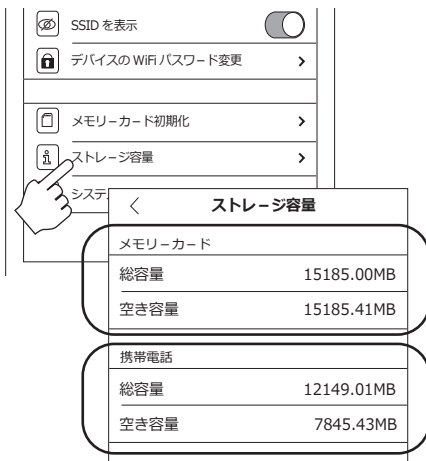 SSID を表示
デバイスの WiFi パスワード変更
メモリーカード初期化
ストレージ容量
システ
ストレージ容量
メモリーカード
総容量 15185.00MB
空き容量 15185.41MB
携帯電話
総容量 12149.01MB
空き容量 7845.43MB